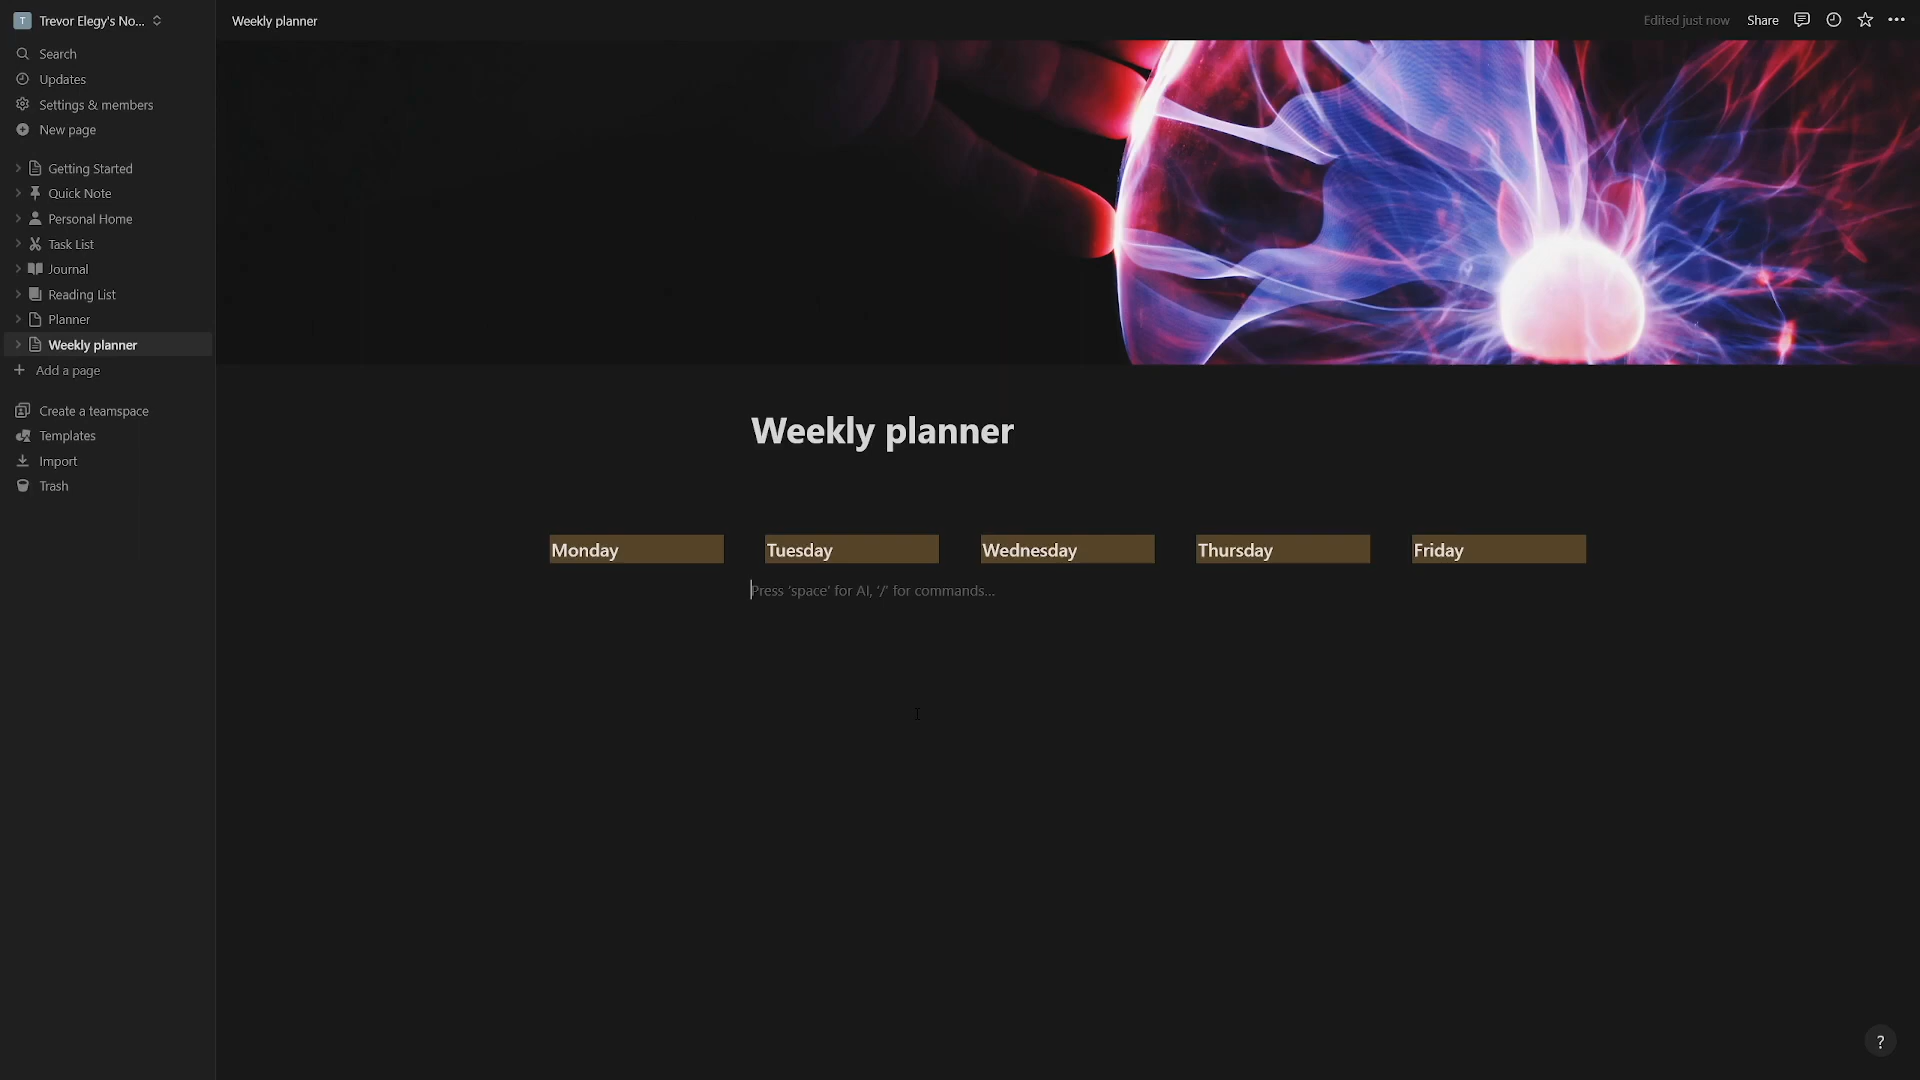 T Trevor Elegy's No...
Search
Updates
Settings & members
New page
Getting Started
Quick Note
Personal Home
Task List
Journal
Reading List
Planner
Weekly planner
Add a page
Create a teamspace
Templates
Import
Trash
Weekly planner
Edited just now Share
Weekly planner
Monday Tuesday Wednesday Thursday Friday
Press ‘space’ for AI, ‘/’ for commands...
?